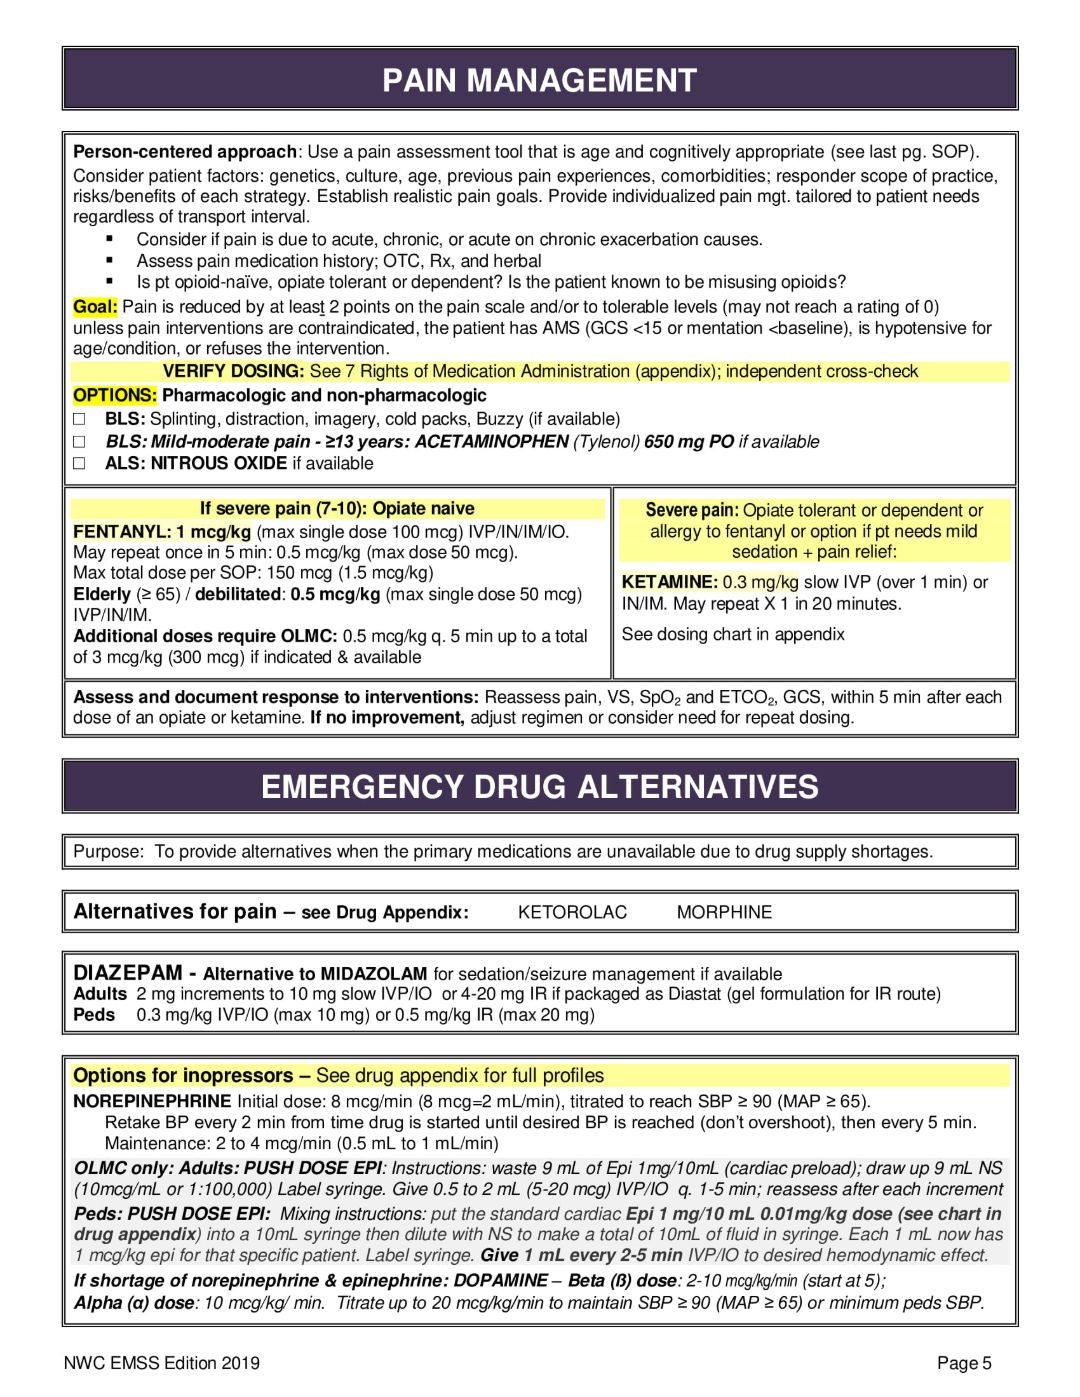 PAIN MANAGEMENT
Person-centered approach: Use a pain assessment tool that is age and cognitively appropriate (see last pg. SOP).
Consider patient factors: genetics, culture, age, previous pain experiences, comorbidities; responder scope of practice,
risks/benefits of each strategy. Establish realistic pain goals. Provide individualized pain mgt. tailored to patient needs
regardless of transport interval.
▪ Consider if pain is due to acute, chronic, or acute on chronic exacerbation causes.
▪ Assess pain medication history; OTC, Rx, and herbal
▪ Is pt opioid-naïve, opiate tolerant or dependent? Is the patient known to be misusing opioids?
Goal: Pain is reduced by at least 2 points on the pain scale and/or to tolerable levels (may not reach a rating of 0)
unless pain interventions are contraindicated, the patient has AMS (GCS <15 or mentation <baseline), is hypotensive for
age/condition, or refuses the intervention.
VERIFY DOSING: See 7 Rights of Medication Administration (appendix); independent cross-check
OPTIONS: Pharmacologic and non-pharmacologic
□ BLS: Splinting, distraction, imagery, cold packs, Buzzy (if available)
□ BLS: Mild-moderate pain - ≥13 years: ACETAMINOPHEN (Tylenol) 650 mg PO if available
□ ALS: NITROUS OXIDE if available
If severe pain (7-10): Opiate naive
FENTANYL: 1 mcg/kg (max single dose 100 mcg) IVP/IN/IM/IO.
May repeat once in 5 min: 0.5 mcg/kg (max dose 50 mcg).
Max total dose per SOP: 150 mcg (1.5 mcg/kg)
Elderly (≥ 65) / debilitated: 0.5 mcg/kg (max single dose 50 mcg)
IVP/IN/IM.
Additional doses require OLMC: 0.5 mcg/kg q. 5 min up to a total
of 3 mcg/kg (300 mcg) if indicated & available
Severe pain: Opiate tolerant or dependent or
allergy to fentanyl or option if pt needs mild
sedation + pain relief:
KETAMINE: 0.3 mg/kg slow IVP (over 1 min) or
IN/IM. May repeat X 1 in 20 minutes.
See dosing chart in appendix
Assess and document response to interventions: Reassess pain, VS, SpO₂ and ETCO₂, GCS, within 5 min after each
dose of an opiate or ketamine. If no improvement, adjust regimen or consider need for repeat dosing.
EMERGENCY DRUG ALTERNATIVES
Purpose: To provide alternatives when the primary medications are unavailable due to drug supply shortages.
Alternatives for pain – see Drug Appendix: KETOROLAC MORPHINE
DIAZEPAM - Alternative to MIDAZOLAM for sedation/seizure management if available
Adults 2 mg increments to 10 mg slow IVP/IO or 4-20 mg IR if packaged as Diastat (gel formulation for IR route)
Peds 0.3 mg/kg IVP/IO (max 10 mg) or 0.5 mg/kg IR (max 20 mg)
Options for inopressors – See drug appendix for full profiles
NOREPINEPHRINE Initial dose: 8 mcg/min (8 mcg=2 mL/min), titrated to reach SBP ≥ 90 (MAP ≥ 65).
Retake BP every 2 min from time drug is started until desired BP is reached (don't overshoot), then every 5 min.
Maintenance: 2 to 4 mcg/min (0.5 mL to 1 mL/min)
OLMC only: Adults: PUSH DOSE EPI: Instructions: waste 9 mL of Epi 1mg/10mL (cardiac preload); draw up 9 mL NS
(10mcg/mL or 1:100,000) Label syringe. Give 0.5 to 2 mL (5-20 mcg) IVP/IO q. 1-5 min; reassess after each increment
Peds: PUSH DOSE EPI: Mixing instructions: put the standard cardiac Epi 1 mg/10 mL 0.01mg/kg dose (see chart in
drug appendix) into a 10mL syringe then dilute with NS to make a total of 10mL of fluid in syringe. Each 1 mL now has
1 mcg/kg epi for that specific patient. Label syringe. Give 1 mL every 2-5 min IVP/IO to desired hemodynamic effect.
If shortage of norepinephrine & epinephrine: DOPAMINE – Beta (ß) dose: 2-10 mcg/kg/min (start at 5);
Alpha (α) dose: 10 mcg/kg/ min. Titrate up to 20 mcg/kg/min to maintain SBP ≥ 90 (MAP ≥ 65) or minimum peds SBP.
NWC EMSS Edition 2019 Page 5